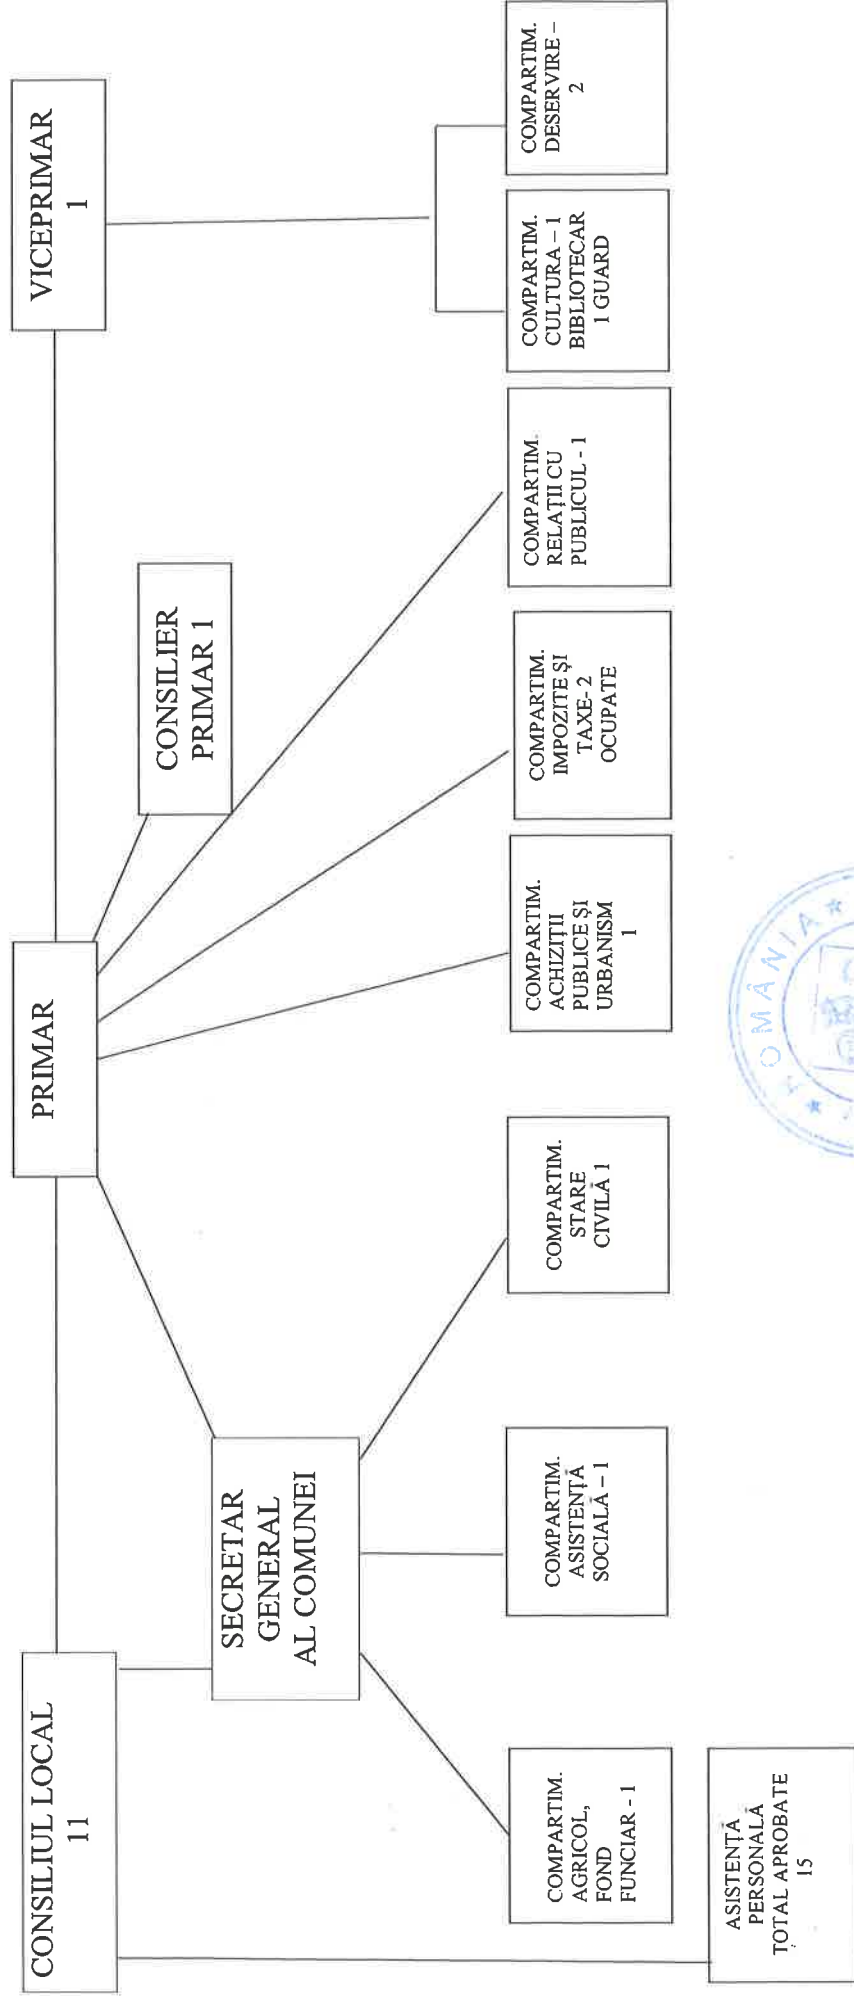 CONSILIUL LOCAL
11
PRIMAR
VICEPRIMAR
1
CONSILIER
PRIMAR 1
SECRETAR
GENERAL
AL COMUNEI
COMPARTIM.
AGRICOL,
FOND
FUNCIAR - 1
COMPARTIM.
ASISTENȚĂ
SOCIALĂ – 1
COMPARTIM.
STARE
CIVILĂ 1
COMPARTIM.
ACHIZIȚII
PUBLICE ȘI
URBANISM
1
COMPARTIM.
IMPOZITE ȘI
TAXE- 2
OCUPATE
COMPARTIM.
RELAȚII CU
PUBLICUL - 1
COMPARTIM.
CULTURA – 1
BIBLIOTECAR
1 GUARD
COMPARTIM.
DESERVIRE –
2
ASISTENȚĂ
PERSONALĂ
TOTAL APROBATE
15
ROMÂNIA